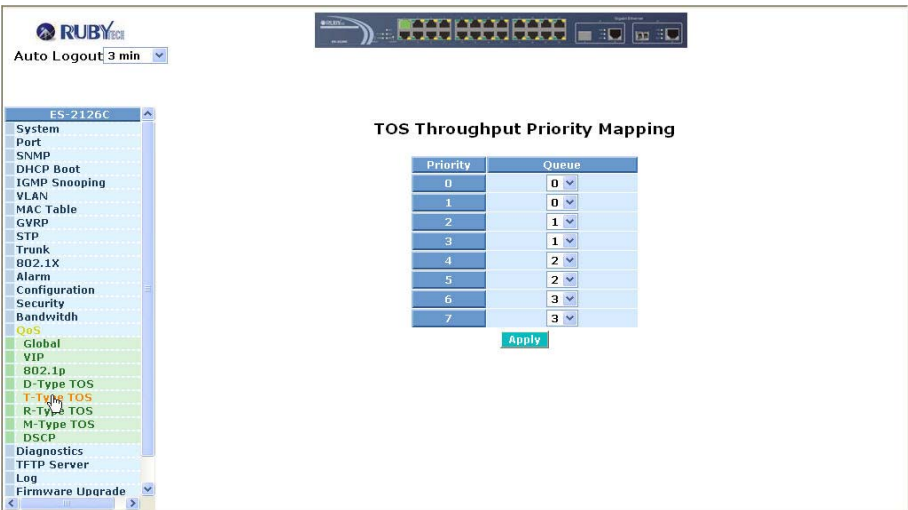 RUBYTECH
Auto Logout 3 min
ES-2126C
System
Port
SNMP
DHCP Boot
IGMP Snooping
VLAN
MAC Table
GVRP
STP
Trunk
802.1X
Alarm
Configuration
Security
Bandwitdh
QoS
Global
VIP
802.1p
D-Type TOS
T-Type TOS
R-Type TOS
M-Type TOS
DSCP
Diagnostics
TFTP Server
Log
Firmware Upgrade
TOS Throughput Priority Mapping
Priority Queue
0 0
1 0
2 1
3 1
4 2
5 2
6 3
7 3
Apply